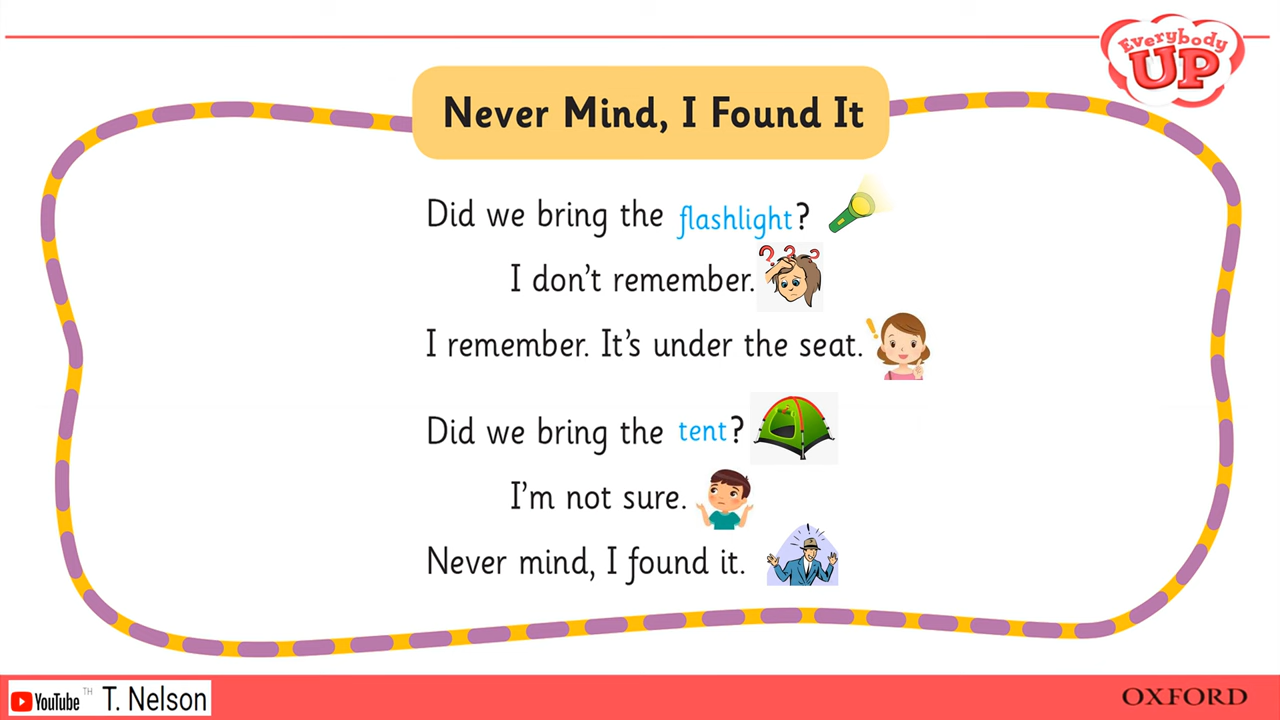 Everybody
UP
Never Mind, I Found It
Did we bring the flashlight?
I don't remember.
I remember. It's under the seat.
Did we bring the tent?
I'm not sure.
Never mind, I found it.
YouTube TH T. Nelson
OXFORD